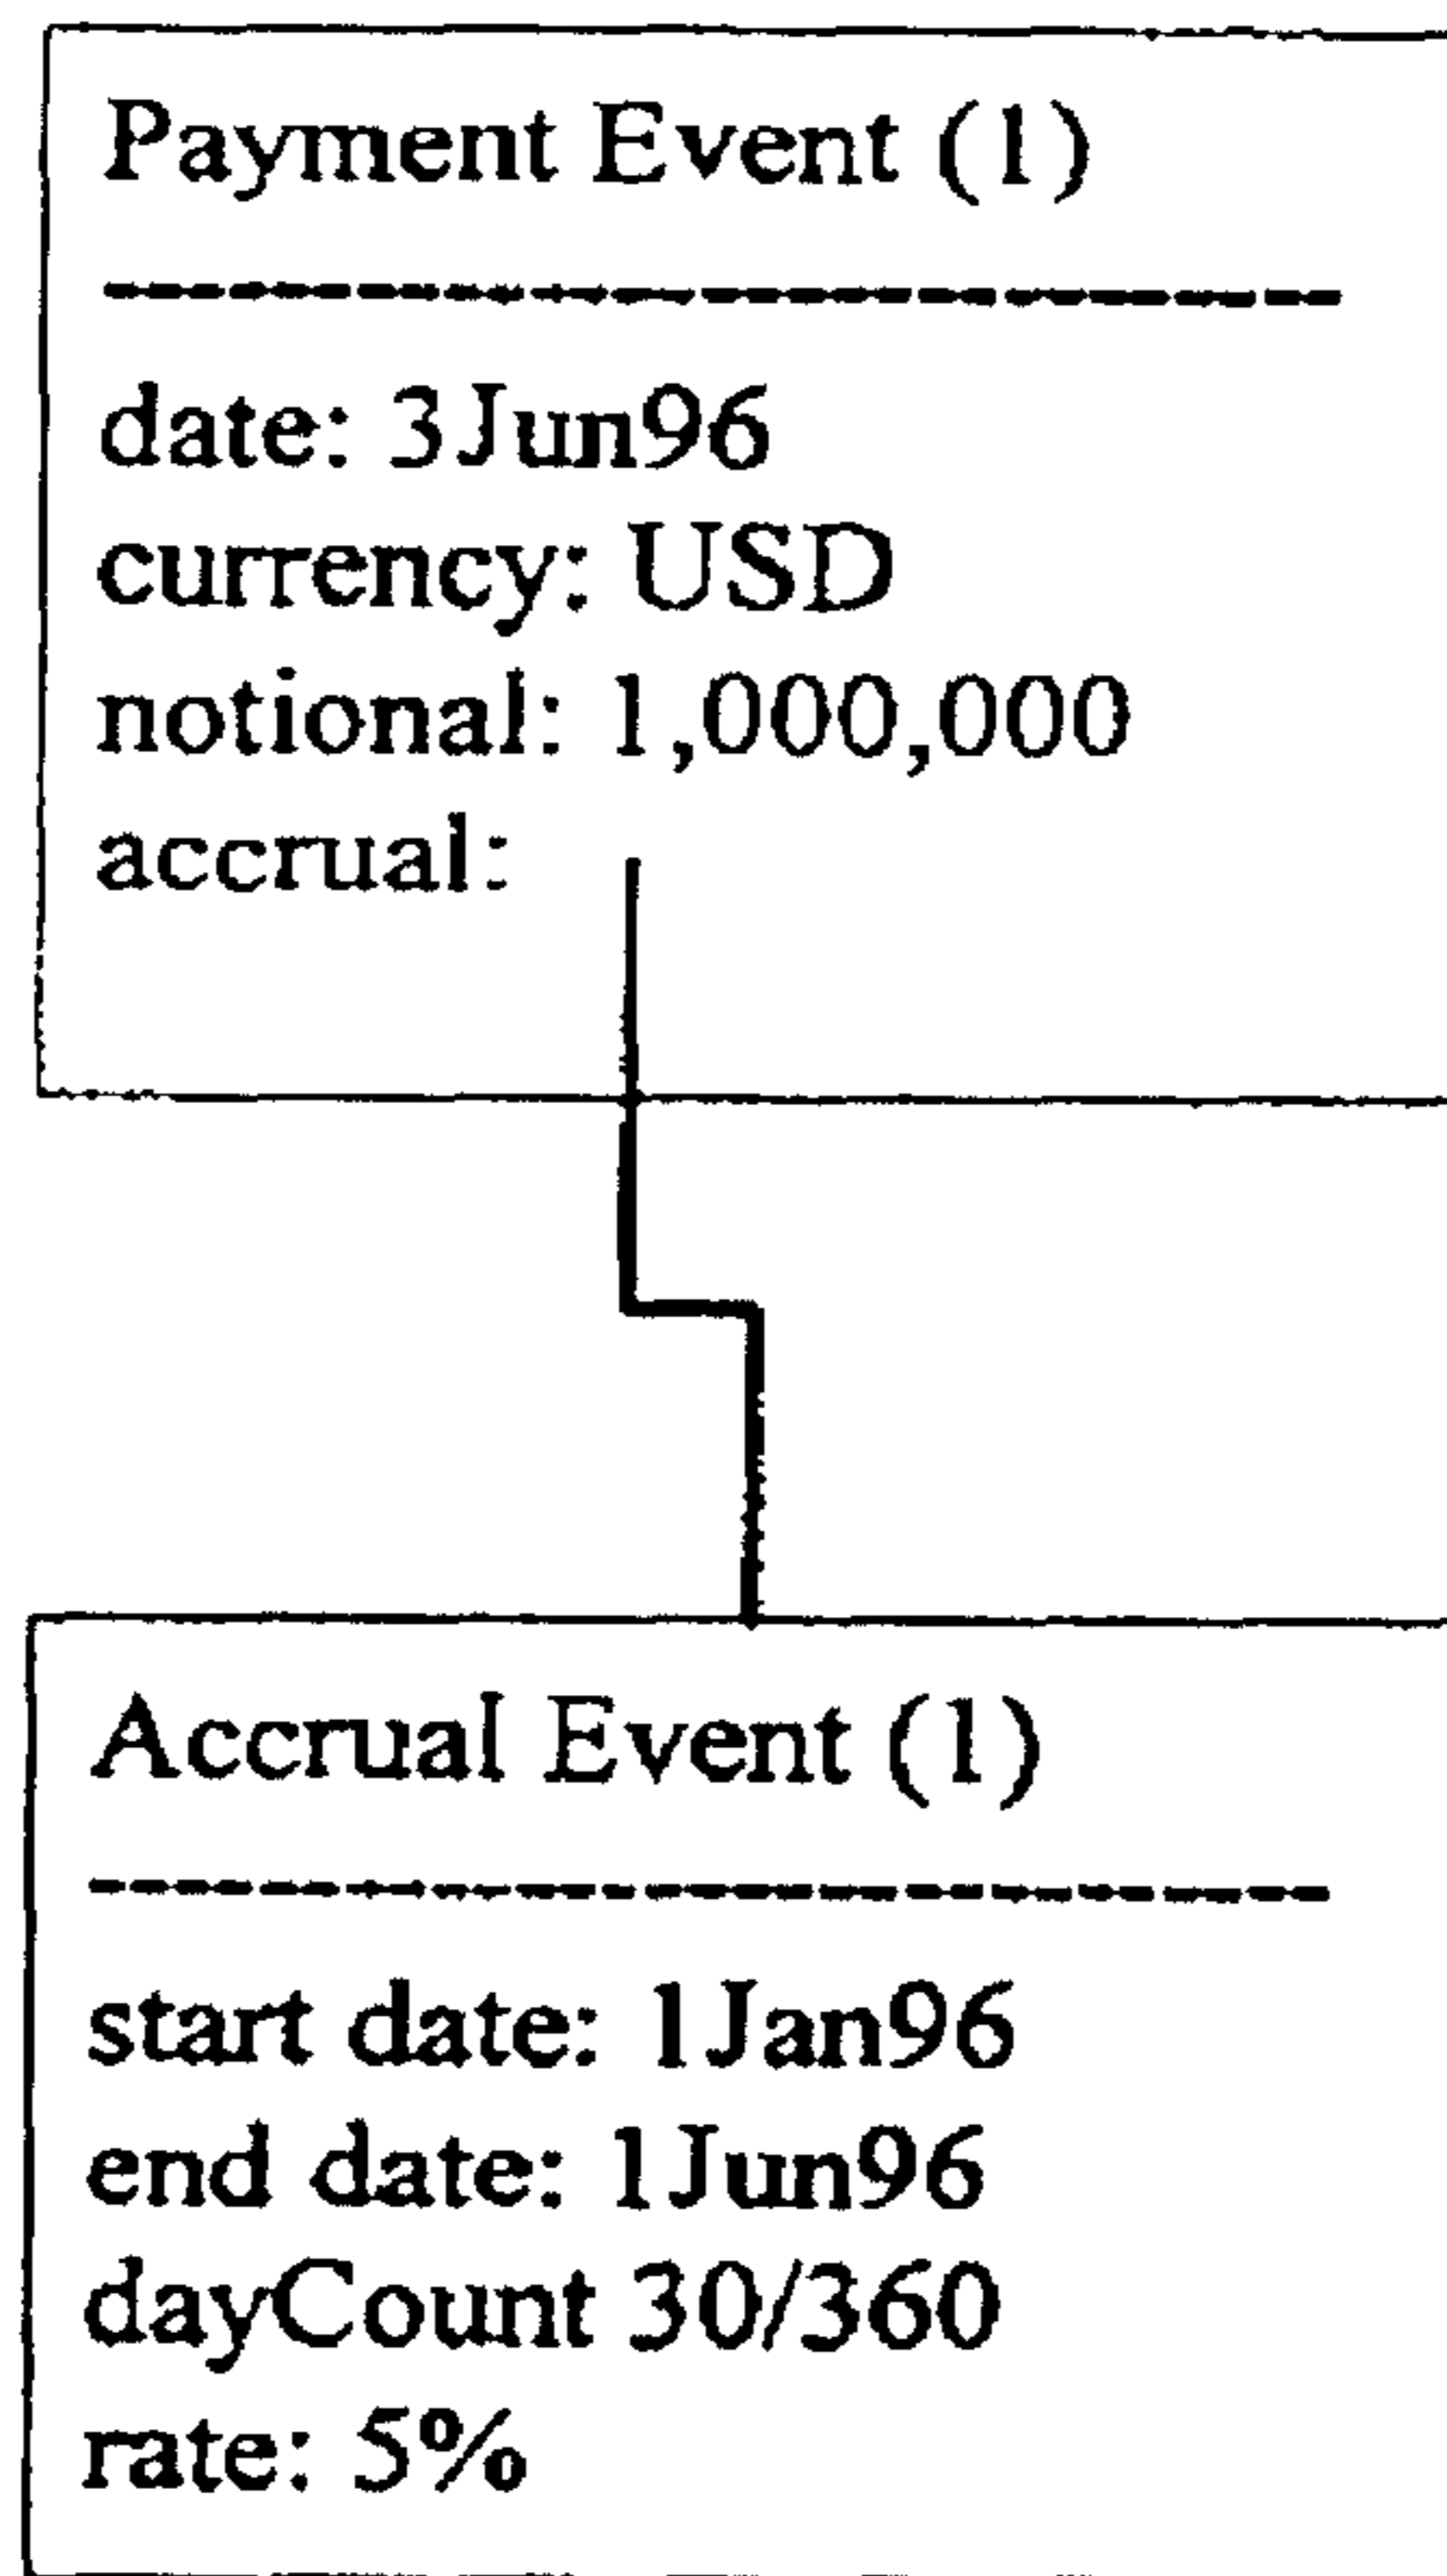 Payment Event (1)
date: 3Jun96
currency: USD
notional: 1,000,000
accrual:
Accrual Event (1)
start date: 1Jan96
end date: 1Jun96
dayCount 30/360
rate: 5%